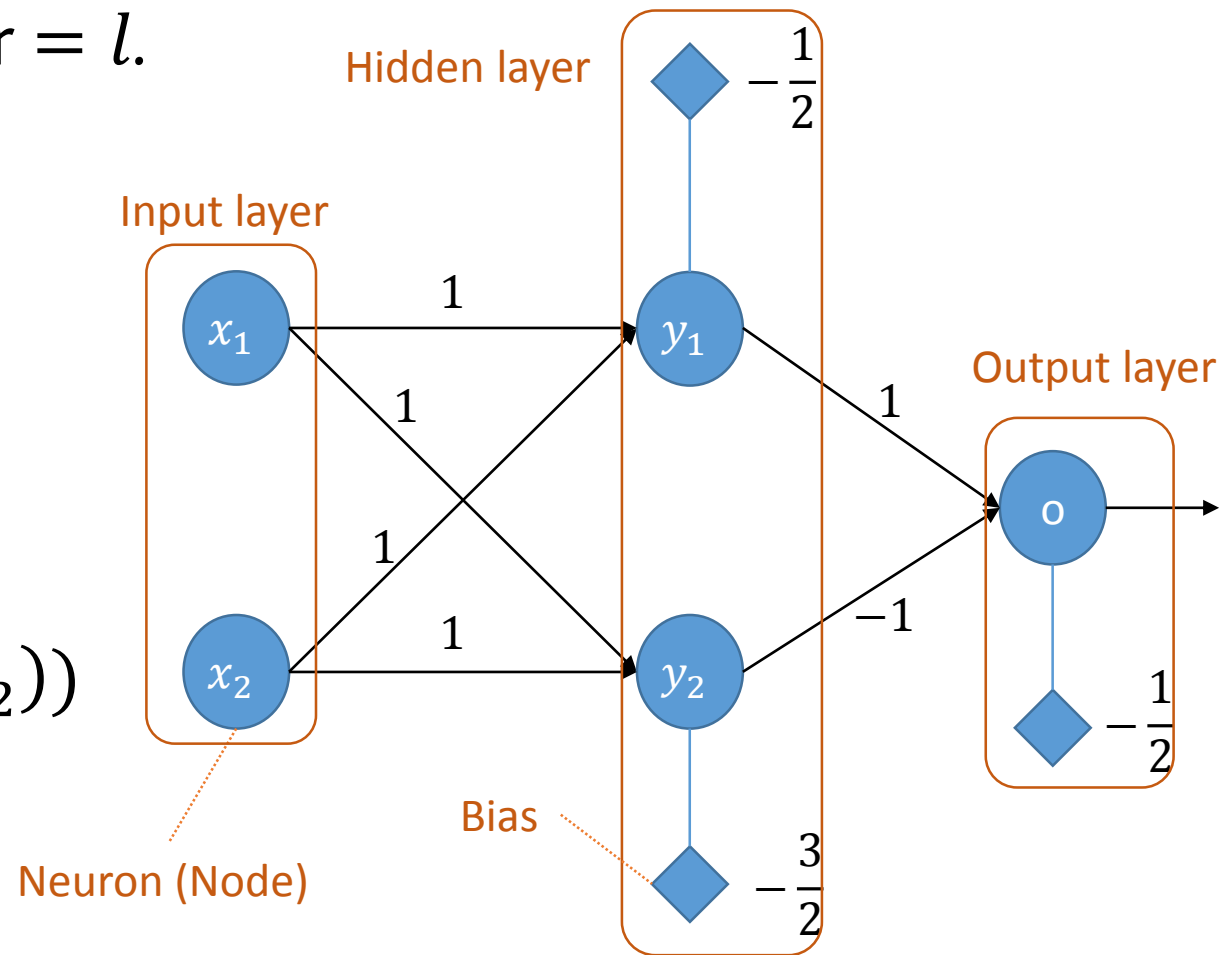 r = l.
Hidden layer
− 1/2
Input layer
x₁
1
y₁
Output layer
1
1
o
1
x₂
1
y₂
−1
₂))
− 1/2
Bias
− 3/2
Neuron (Node)